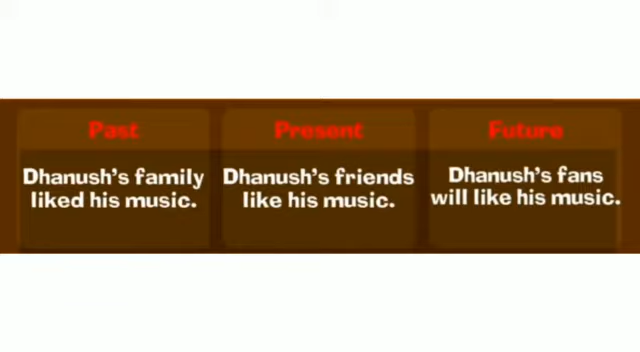 Past
Dhanush's family
liked his music.
Present
Dhanush's friends
like his music.
Future
Dhanush's fans
will like his music.